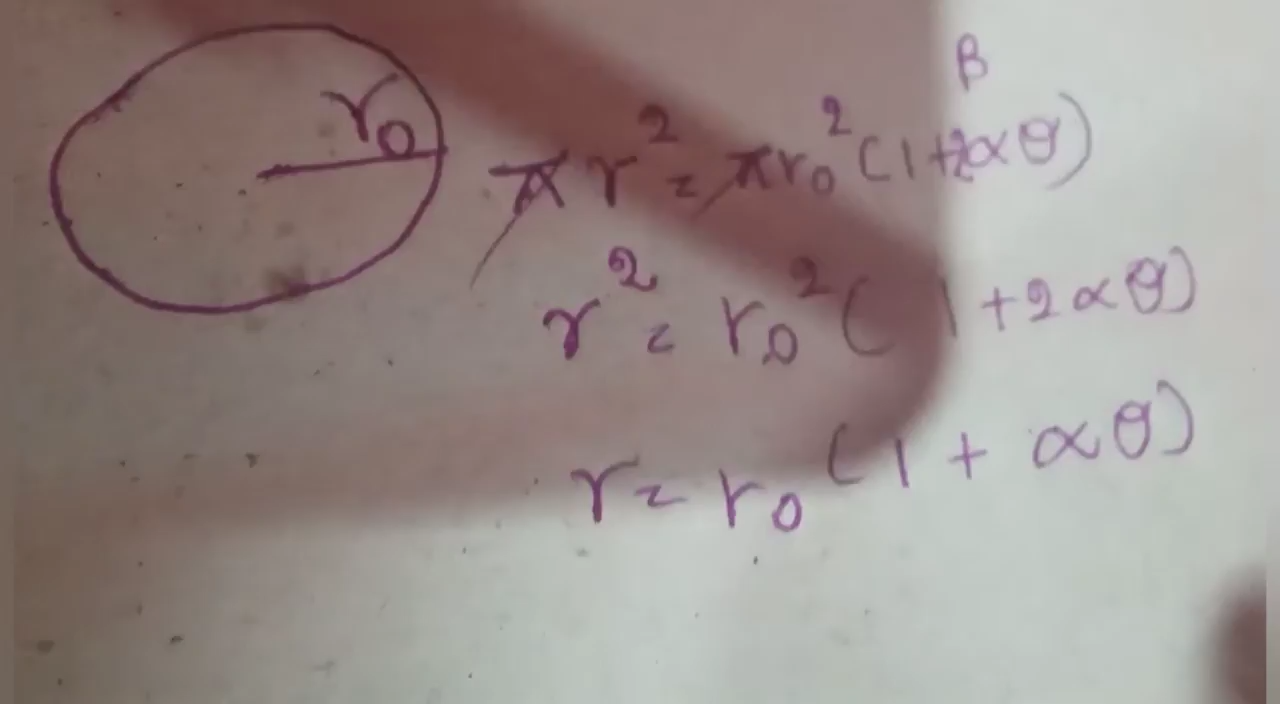 r₀
β
πr² = πr₀²(1+2αθ)
r² = r₀²(1+2αθ)
r = r₀(1+αθ)